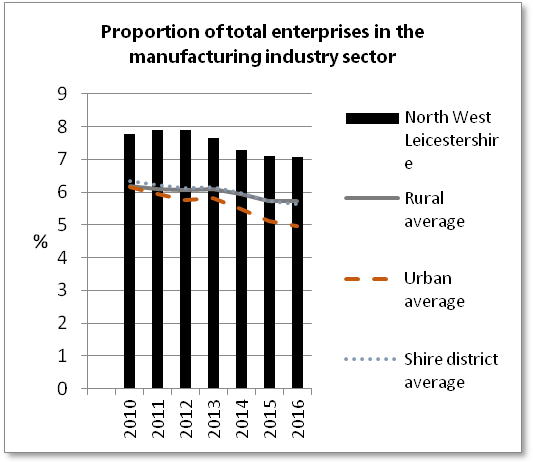 Proportion of total enterprises in the
manufacturing industry sector
9
8
7
6
5
4
3
2
1
0
%
2010
2011
2012
2013
2014
2015
2016
North West
Leicestershir
e
Rural
average
Urban
average
Shire district
average